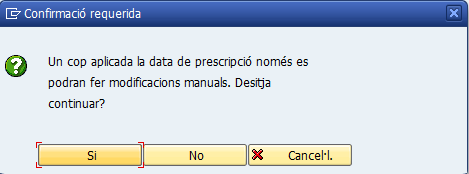 Confirmació requerida
Un cop aplicada la data de prescripció només es
podran fer modificacions manuals. Desitja
continuar?
Si No Cancel·l.